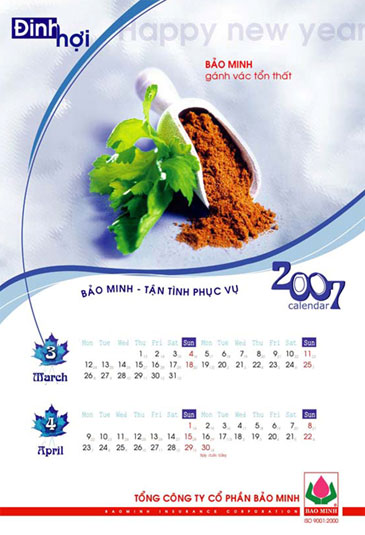 Đinh hợi
Happy new year
BẢO MINH
gánh vác tổn thất
BẢO MINH - TẬN TÌNH PHỤC VỤ
2007
calendar
3
March
Mon Tue Wed Thu Fri Sat Sun Mon Tue Wed Thu Fri Sat Sun
1 2 3 4 5 6 7 8 9 10 11
12 13 14 15 16 17 18 19 20 21 22 23 24 25
26 27 28 29 30 31
4
April
Mon Tue Wed Thu Fri Sat Sun Mon Tue Wed Thu Fri Sat Sun
1 2 3 4 5 6 7 8
9 10 11 12 13 14 15 16 17 18 19 20 21 22
23 24 25 26 27 28 29 30
TỔNG CÔNG TY CỔ PHẦN BẢO MINH
BAOMINH INSURANCE CORPORATION
BAO MINH
ISO 9001:2000